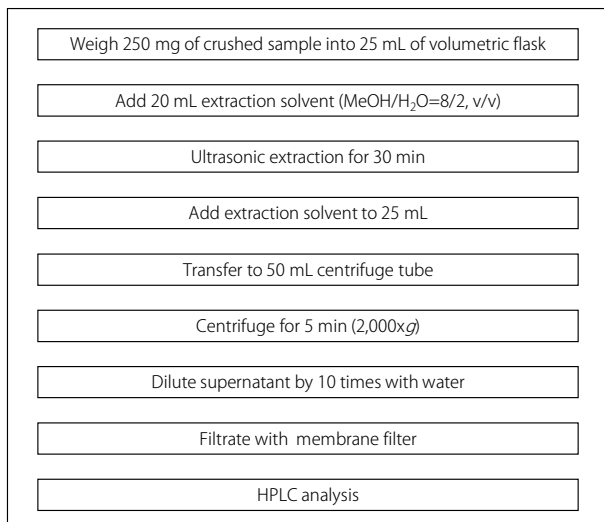 Weigh 250 mg of crushed sample into 25 mL of volumetric flask
Add 20 mL extraction solvent (MeOH/H₂O=8/2, v/v)
Ultrasonic extraction for 30 min
Add extraction solvent to 25 mL
Transfer to 50 mL centrifuge tube
Centrifuge for 5 min (2,000xg)
Dilute supernatant by 10 times with water
Filtrate with membrane filter
HPLC analysis